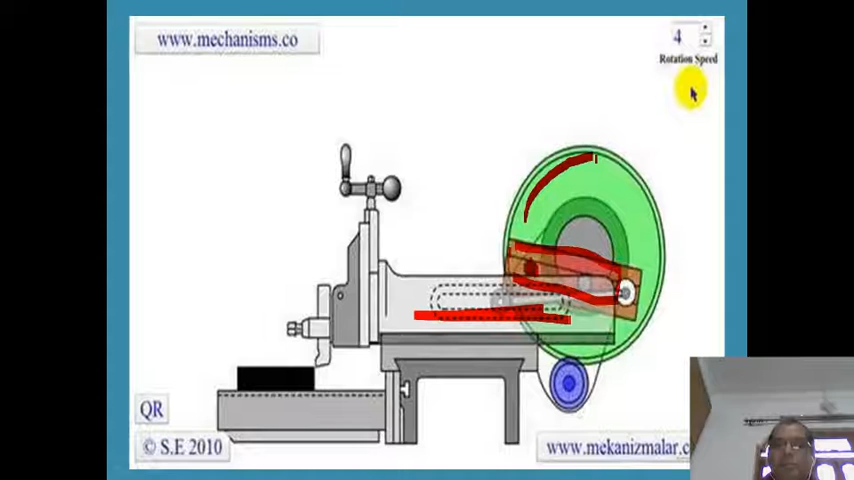 www.mechanisms.co
4
Rotation Speed
QR
© S.E 2010
www.mekanizmalar.c